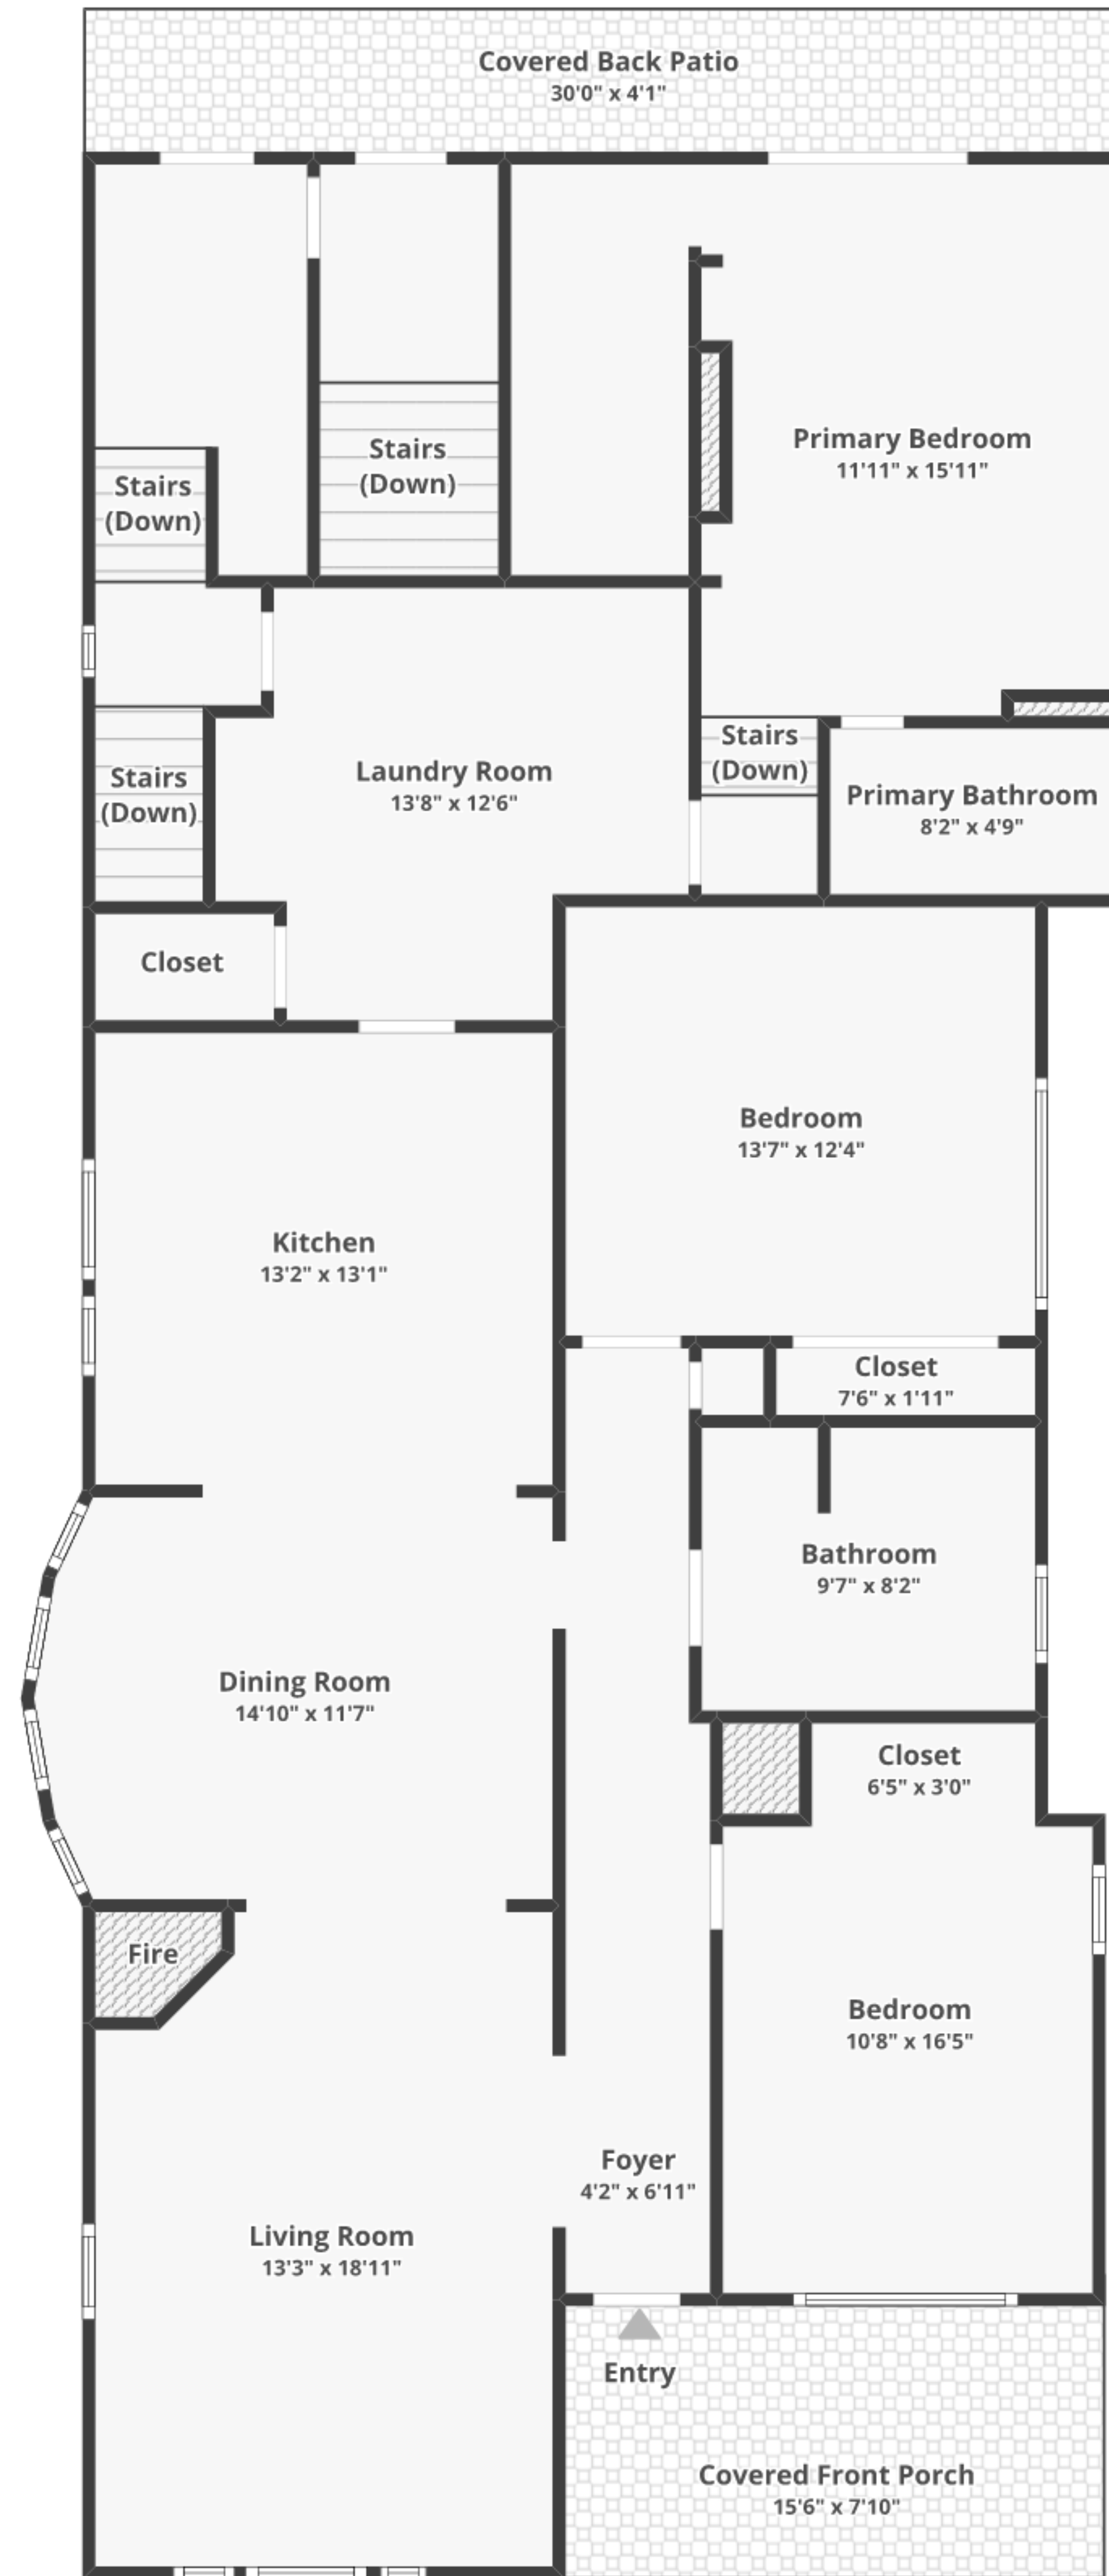 Covered Back Patio
30'0" x 4'1"
Stairs
(Down)
Primary Bedroom
11'11" x 15'11"
Stairs
(Down)
Stairs
(Down)
Laundry Room
13'8" x 12'6"
Stairs
(Down)
Primary Bathroom
8'2" x 4'9"
Closet
Bedroom
13'7" x 12'4"
Kitchen
13'2" x 13'1"
Closet
7'6" x 1'11"
Bathroom
9'7" x 8'2"
Dining Room
14'10" x 11'7"
Closet
6'5" x 3'0"
Fire
Bedroom
10'8" x 16'5"
Foyer
4'2" x 6'11"
Living Room
13'3" x 18'11"
Entry
Covered Front Porch
15'6" x 7'10"